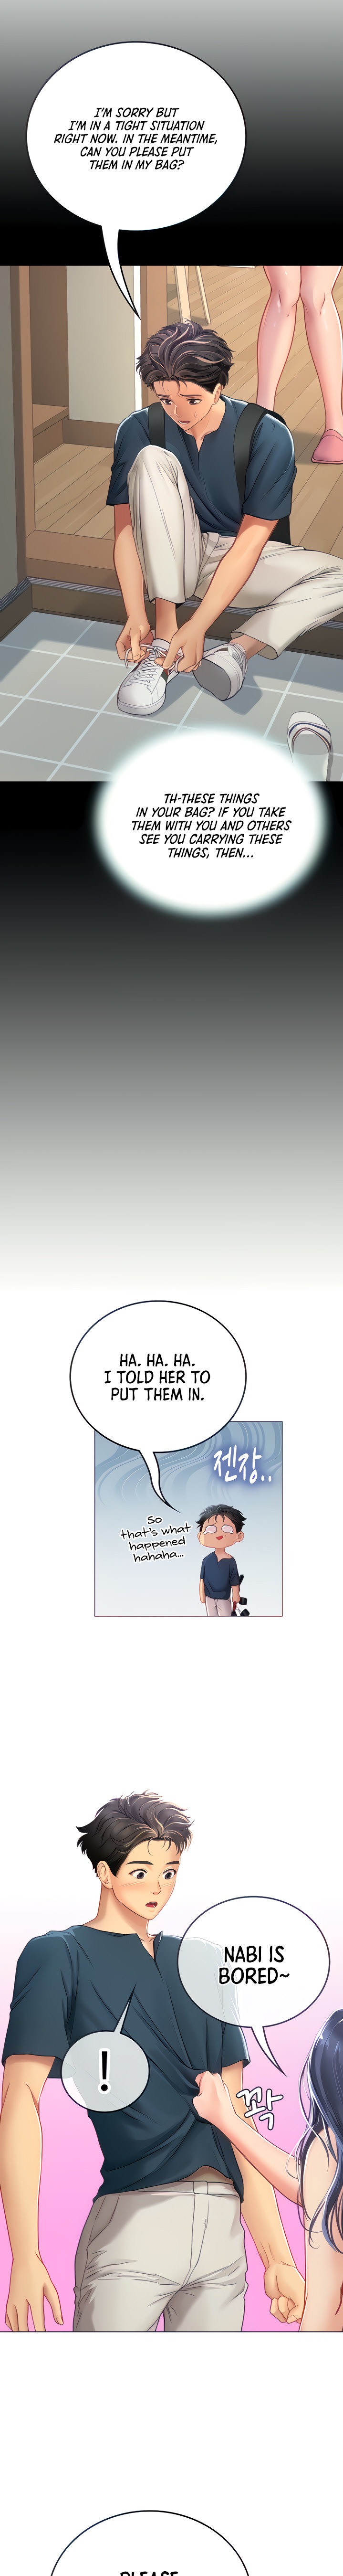 I'M SORRY BUT
I'M IN A TIGHT SITUATION
RIGHT NOW. IN THE MEANTIME,
CAN YOU PLEASE PUT
THEM IN MY BAG?
TH-THESE THINGS
IN YOUR BAG? IF YOU TAKE
THEM WITH YOU AND OTHERS
SEE YOU CARRYING THESE
THINGS, THEN...
HA. HA. HA.
I TOLD HER TO
PUT THEM IN.
젠장..
So
that's what
happened
hahaha...
NABI IS
BORED~
!
꽉